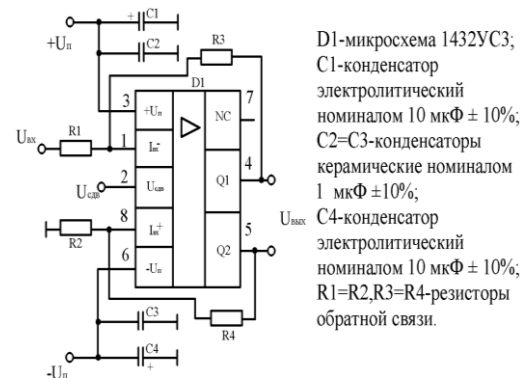 C1
+
+Uп
C2
R3
D1
3
+Uп
NC
7
Uвх
R1
1
Iвх-
Q1
4
2
Uсдв
Uсдв
Uвых
8
Iвх+
5
R2
Q2
6
-Uп
R4
C3
C4
+
-Uп
D1-микросхема 1432УС3;
C1-конденсатор
электролитический
номиналом 10 мкФ ± 10%;
C2=C3-конденсаторы
керамические номиналом
1 мкФ ±10%;
C4-конденсатор
электролитический
номиналом 10 мкФ ± 10%;
R1=R2,R3=R4-резисторы
обратной связи.